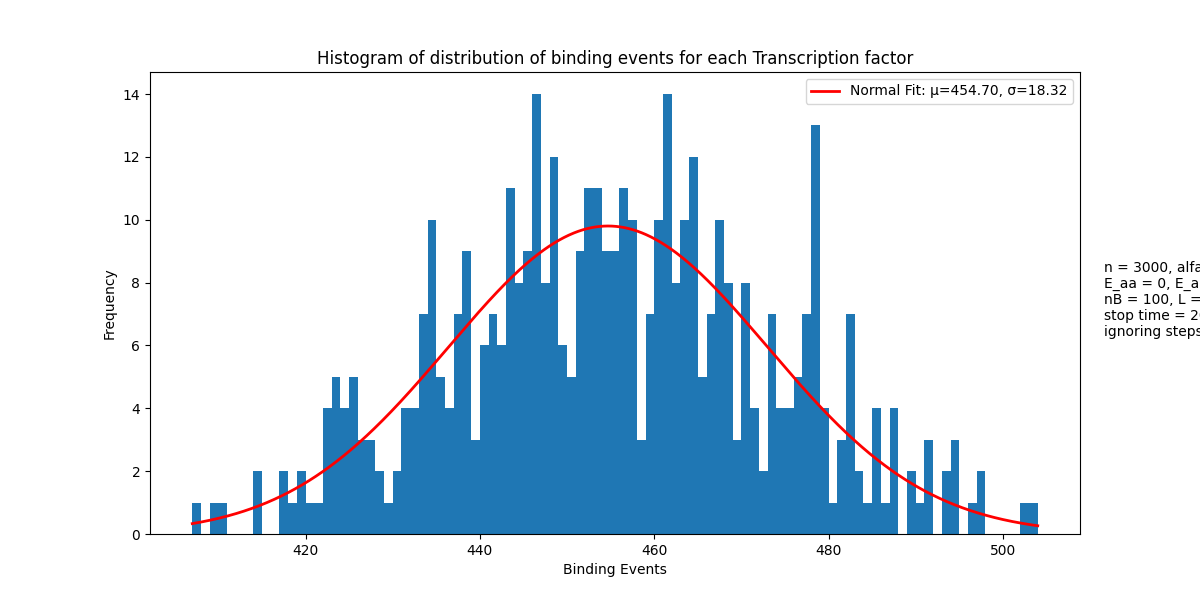 Histogram of distribution of binding events for each Transcription factor
Normal Fit: μ=454.70, σ=18.32
14
12
10
8
6
4
2
0
Frequency
420
440
460
480
500
Binding Events
n = 3000, alfa
E_aa = 0, E_a
nB = 100, L =
stop time = 2
ignoring steps